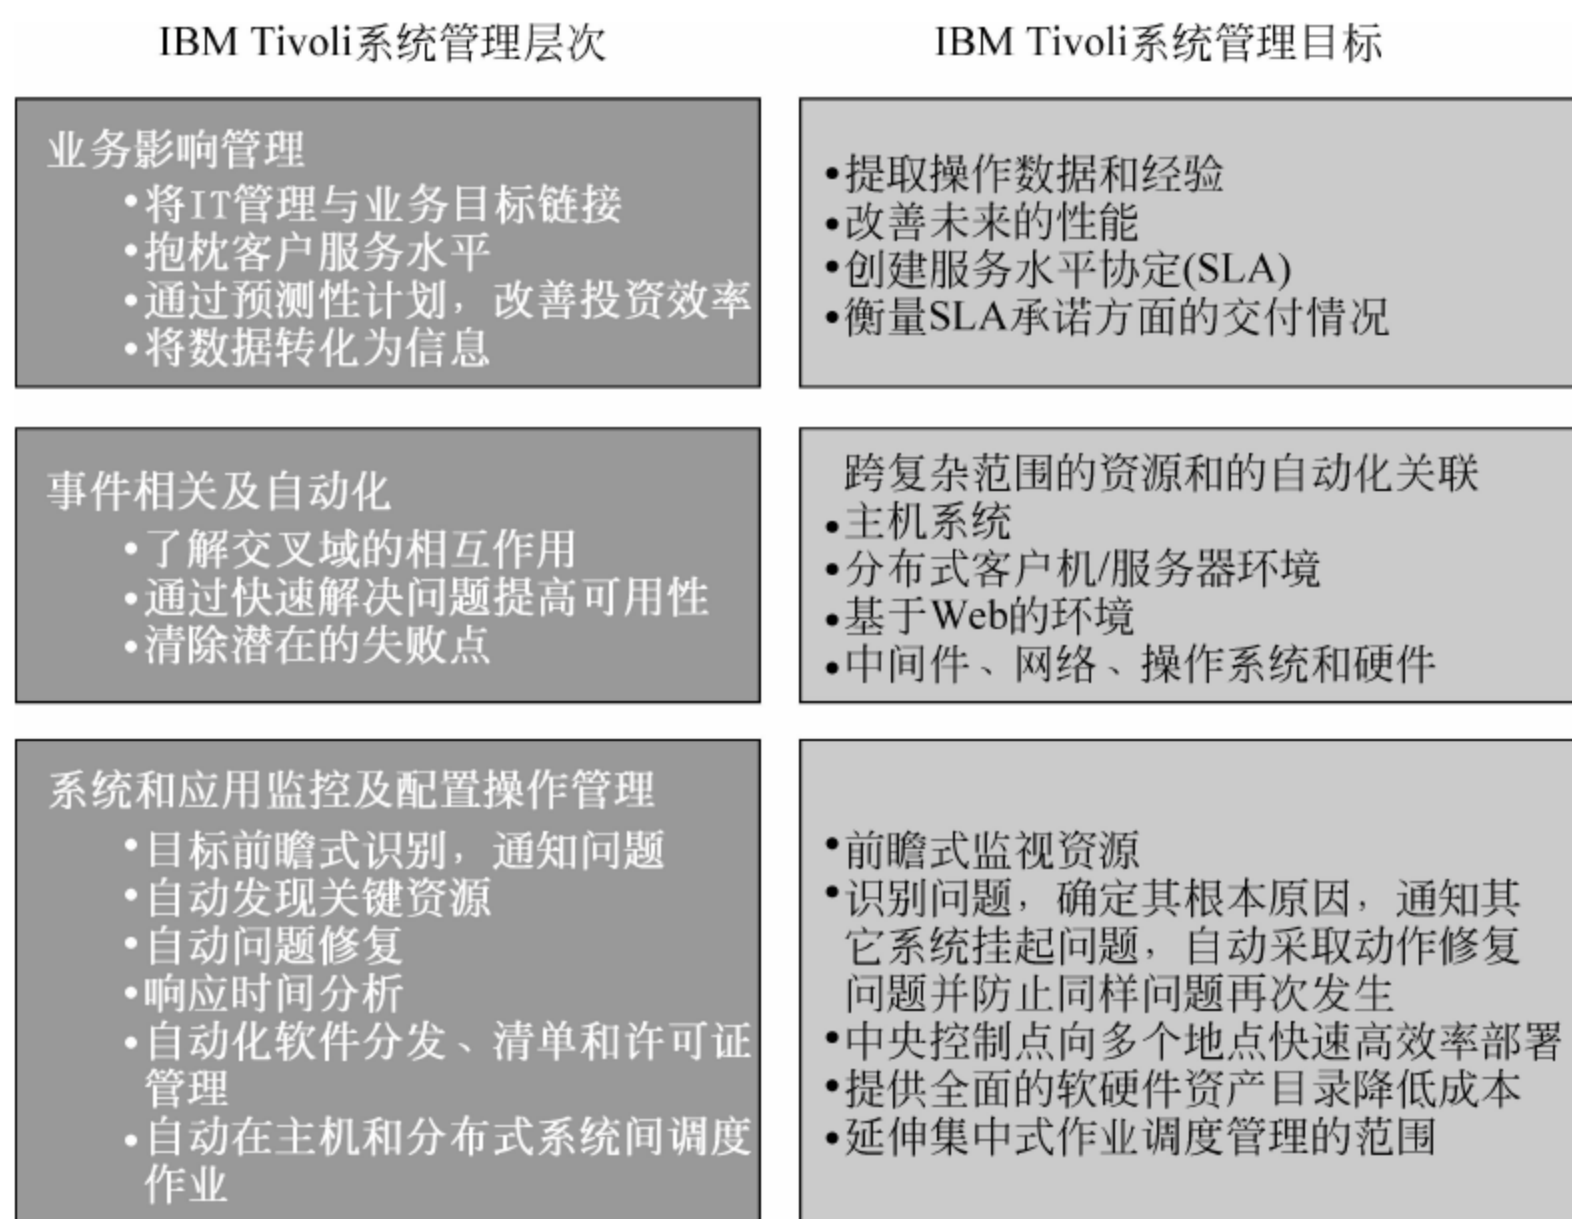 IBM Tivoli系统管理层次
业务影响管理
•将IT管理与业务目标链接
•抱枕客户服务水平
•通过预测性计划，改善投资效率
•将数据转化为信息
事件相关及自动化
•了解交叉域的相互作用
•通过快速解决问题提高可用性
•清除潜在的失败点
系统和应用监控及配置操作管理
•目标前瞻式识别，通知问题
•自动发现关键资源
•自动问题修复
•响应时间分析
•自动化软件分发、清单和许可证
管理
•自动在主机和分布式系统间调度
作业
IBM Tivoli系统管理目标
•提取操作数据和经验
•改善未来的性能
•创建服务水平协定(SLA)
•衡量SLA承诺方面的交付情况
跨复杂范围的资源和的自动化关联
•主机系统
•分布式客户机/服务器环境
•基于Web的环境
•中间件、网络、操作系统和硬件
•前瞻式监视资源
•识别问题，确定其根本原因，通知其
它系统挂起问题，自动采取动作修复
问题并防止同样问题再次发生
•中央控制点向多个地点快速高效率部署
•提供全面的软硬件资产目录降低成本
•延伸集中式作业调度管理的范围